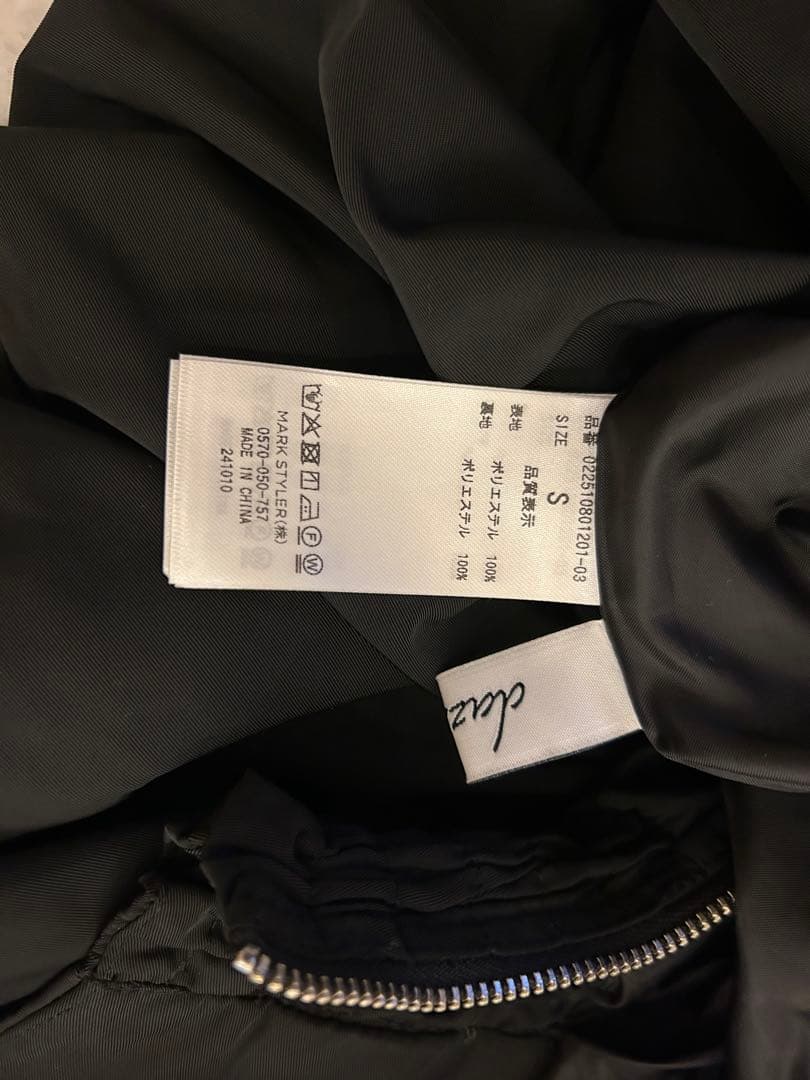 品番 022510801201-03
SIZE S
品質表示
表地 ポリエステル 100%
裏地 ポリエステル 100%
F W
MARK STYLER(株)
0570-050-757
MADE IN CHINA
241010
daz